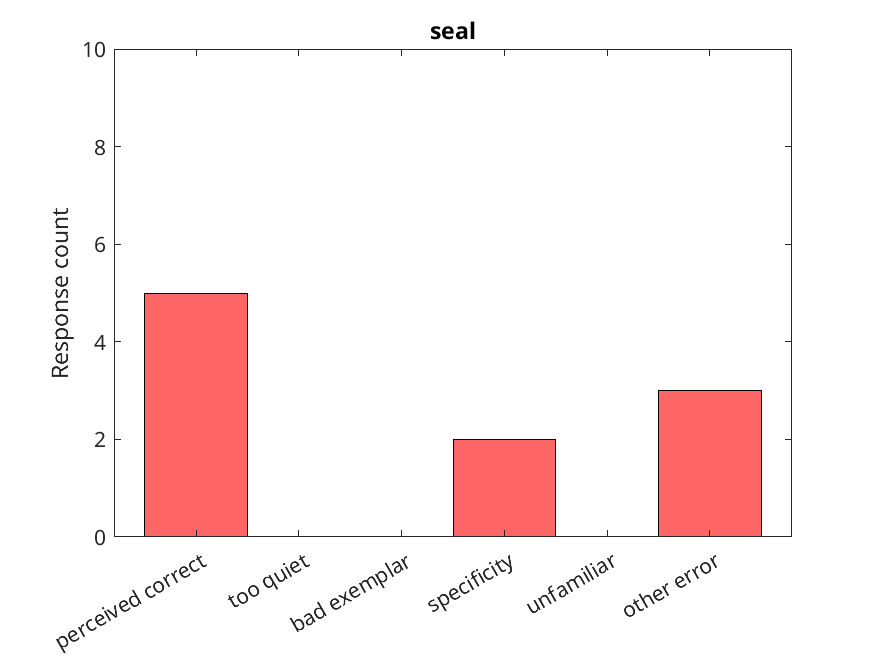 seal
10
8
6
4
2
0
Response count
perceived correct
too quiet
bad exemplar
specificity
unfamiliar
other error